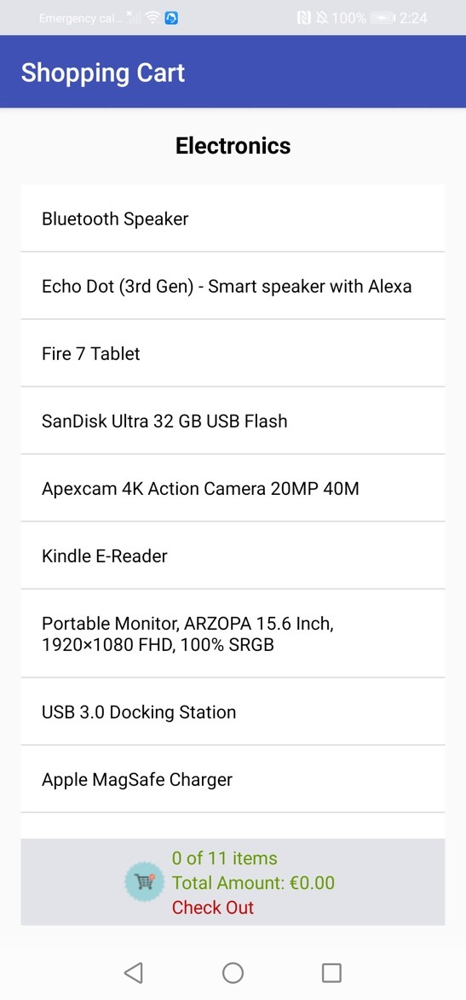 Emergency cal... 100% 2:24
Shopping Cart
Electronics
Bluetooth Speaker
Echo Dot (3rd Gen) - Smart speaker with Alexa
Fire 7 Tablet
SanDisk Ultra 32 GB USB Flash
Apexcam 4K Action Camera 20MP 40M
Kindle E-Reader
Portable Monitor, ARZOPA 15.6 Inch,
1920×1080 FHD, 100% SRGB
USB 3.0 Docking Station
Apple MagSafe Charger
0 of 11 items
Total Amount: €0.00
Check Out